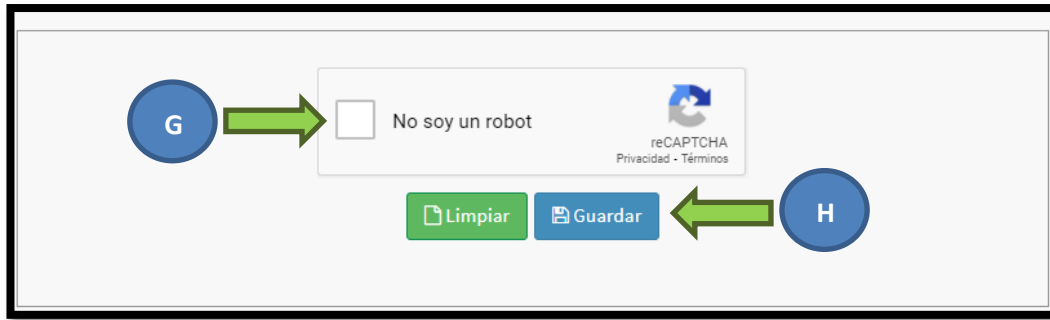 G
No soy un robot
reCAPTCHA
Privacidad - Términos
Limpiar
Guardar
H